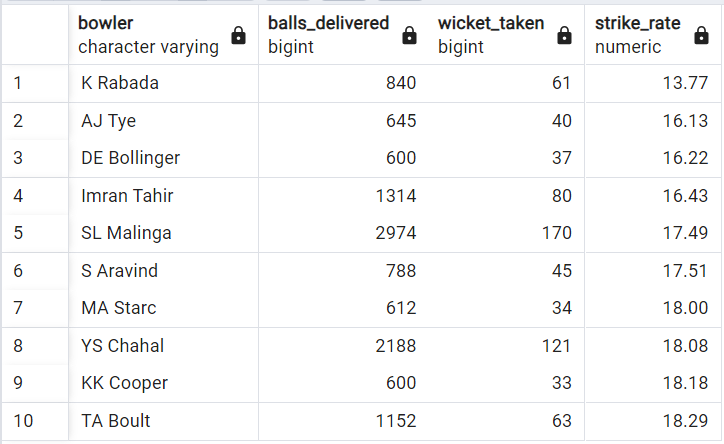 bowler balls_delivered wicket_taken strike_rate
character varying bigint bigint numeric
1 K Rabada 840 61 13.77
2 AJ Tye 645 40 16.13
3 DE Bollinger 600 37 16.22
4 Imran Tahir 1314 80 16.43
5 SL Malinga 2974 170 17.49
6 S Aravind 788 45 17.51
7 MA Starc 612 34 18.00
8 YS Chahal 2188 121 18.08
9 KK Cooper 600 33 18.18
10 TA Boult 1152 63 18.29